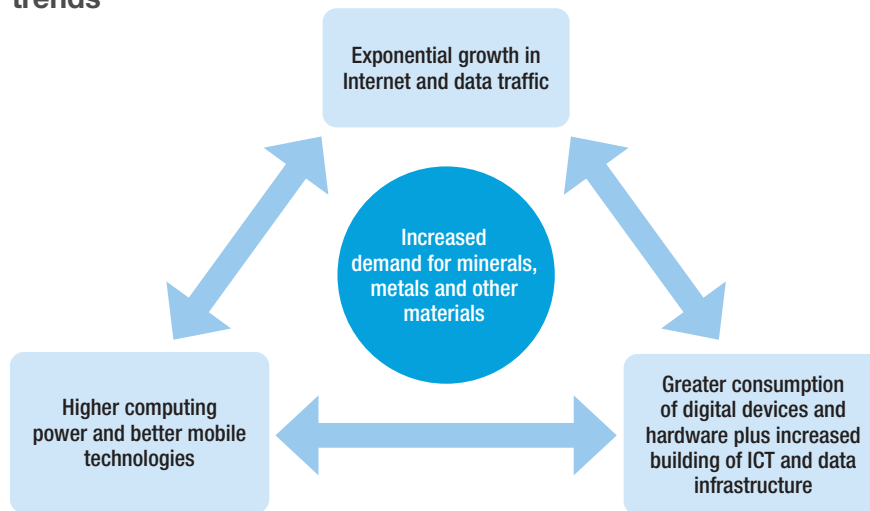 trends
Exponential growth in
Internet and data traffic
Increased
demand for minerals,
metals and other
materials
Higher computing
power and better mobile
technologies
Greater consumption
of digital devices and
hardware plus increased
building of ICT and data
infrastructure